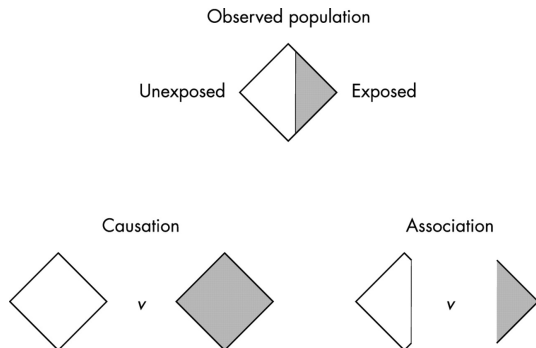 Observed population
Unexposed
Exposed
Causation
Association
v
v